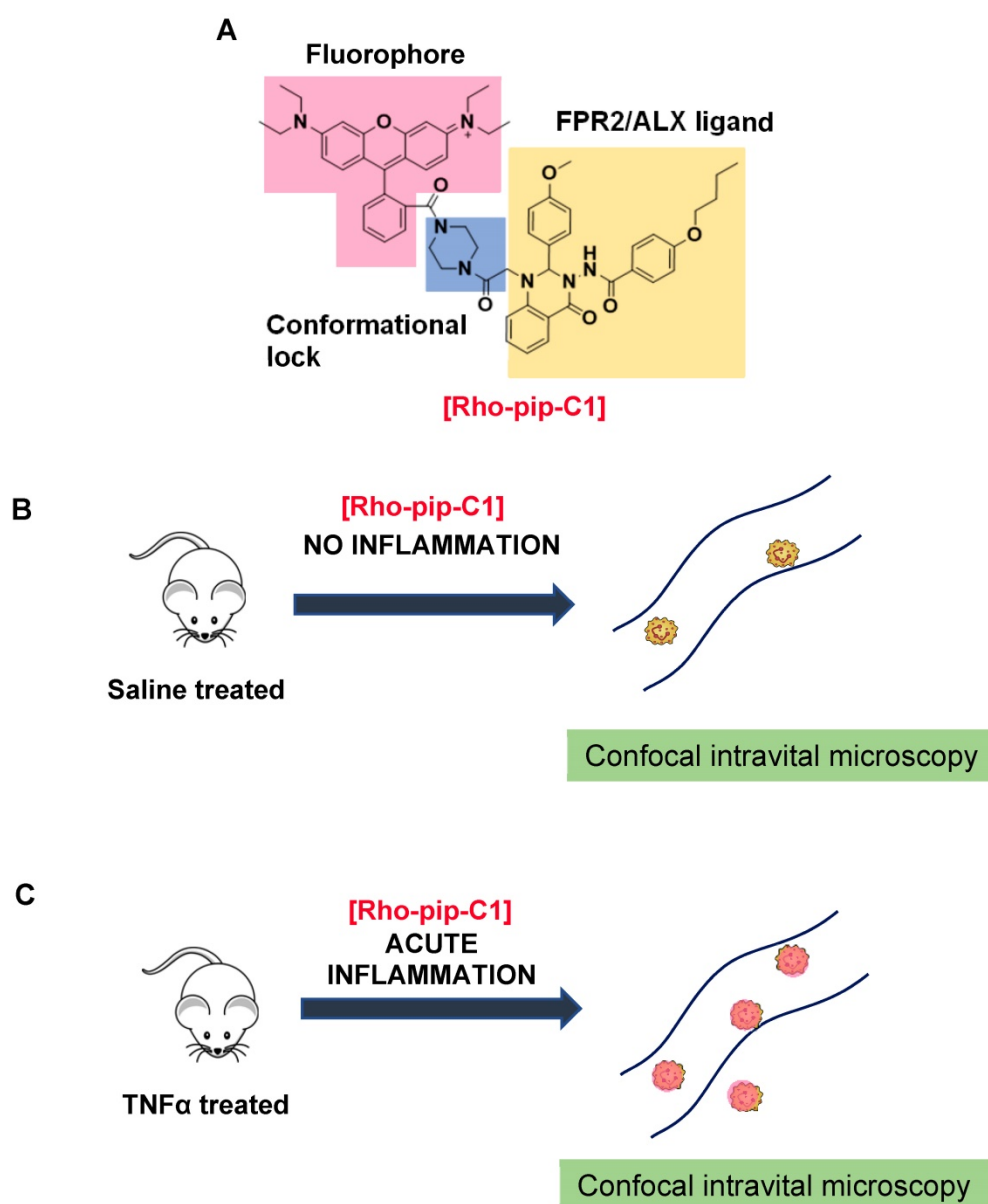 A
Fluorophore
FPR2/ALX ligand
N
O
N
+
O
N
N
O
O
N
N
H
N
O
O
O
Conformational
lock
[Rho-pip-C1]
B
[Rho-pip-C1]
NO INFLAMMATION
Saline treated
Confocal intravital microscopy
C
[Rho-pip-C1]
ACUTE
INFLAMMATION
TNFα treated
Confocal intravital microscopy